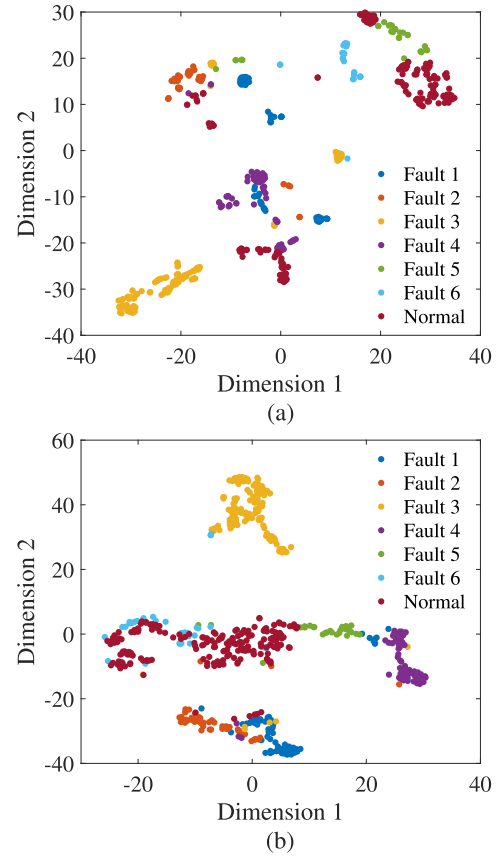 30
20
10
0
-10
-20
-30
-40
-40
-20
0
20
40
Dimension 2
Dimension 1
Fault 1
Fault 2
Fault 3
Fault 4
Fault 5
Fault 6
Normal
(a)
60
40
20
0
-20
-40
-20
0
20
40
Dimension 2
Dimension 1
Fault 1
Fault 2
Fault 3
Fault 4
Fault 5
Fault 6
Normal
(b)